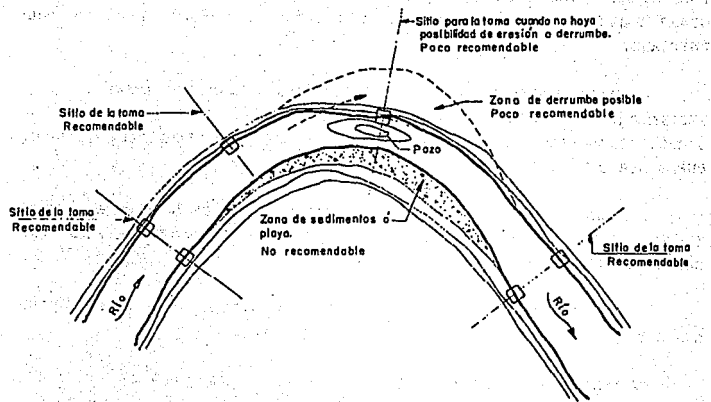 Sitio para la toma cuando no haya
posibilidad de erosión o derrumbe.
Poco recomendable
Zona de derrumbe posible
Poco recomendable
Sitio de la toma
Recomendable
Pozo
Sitio de la toma
Recomendable
Zona de sedimentos o
playa.
No recomendable
Sitio de la toma
Recomendable
Río
Río